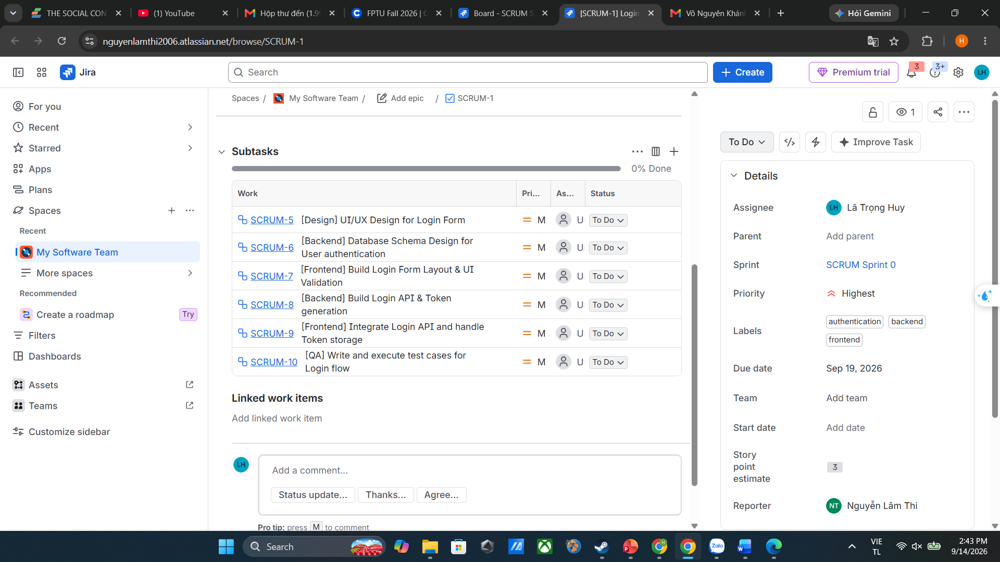 THE SOCIAL CON
(1) YouTube
Hộp thư đến (1.99
FPTU Fall 2026 | C
Board - SCRUM S
[SCRUM-1] Login
Võ Nguyên Khánh
Hỏi Gemini
nguyenlamthi2006.atlassian.net/browse/SCRUM-1
H
Jira
Search
Create
Premium trial
3
3+
LH
For you
Recent
Starred
Apps
Plans
Spaces
Recent
My Software Team
More spaces
Recommended
Create a roadmap
Try
Filters
Dashboards
Assets
Teams
Customize sidebar
Spaces / My Software Team / Add epic / SCRUM-1
Subtasks
0% Done
Work Pri... As... Status
SCRUM-5 [Design] UI/UX Design for Login Form M U To Do
SCRUM-6 [Backend] Database Schema Design for
User authentication M U To Do
SCRUM-7 [Frontend] Build Login Form Layout & UI
Validation M U To Do
SCRUM-8 [Backend] Build Login API & Token
generation M U To Do
SCRUM-9 [Frontend] Integrate Login API and handle
Token storage M U To Do
SCRUM-10 [QA] Write and execute test cases for
Login flow M U To Do
Linked work items
Add linked work item
LH
Add a comment...
Status update... Thanks... Agree...
Pro tip: press M to comment
1
To Do
Improve Task
Details
Assignee LH Lã Trọng Huy
Parent Add parent
Sprint SCRUM Sprint 0
Priority Highest
Labels authentication backend
frontend
Due date Sep 19, 2026
Team Add team
Start date Add date
Story
point
estimate 3
Reporter NT Nguyễn Lâm Thi
Search
Zalo
VIE
TL
2:43 PM
9/14/2026